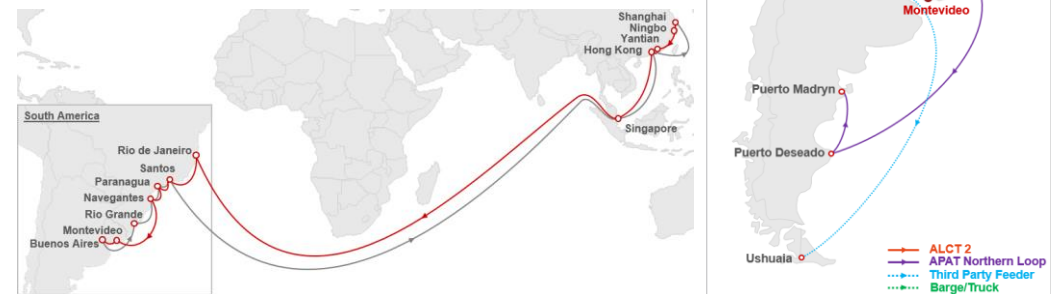 Shanghai
Ningbo
Yantian
Hong Kong
Singapore
South America
Rio de Janeiro
Santos
Paranagua
Navegantes
Rio Grande
Montevideo
Buenos Aires
Montevideo
Puerto Madryn
Puerto Deseado
Ushuaia
ALCT 2
APAT Northern Loop
Third Party Feeder
Barge/Truck